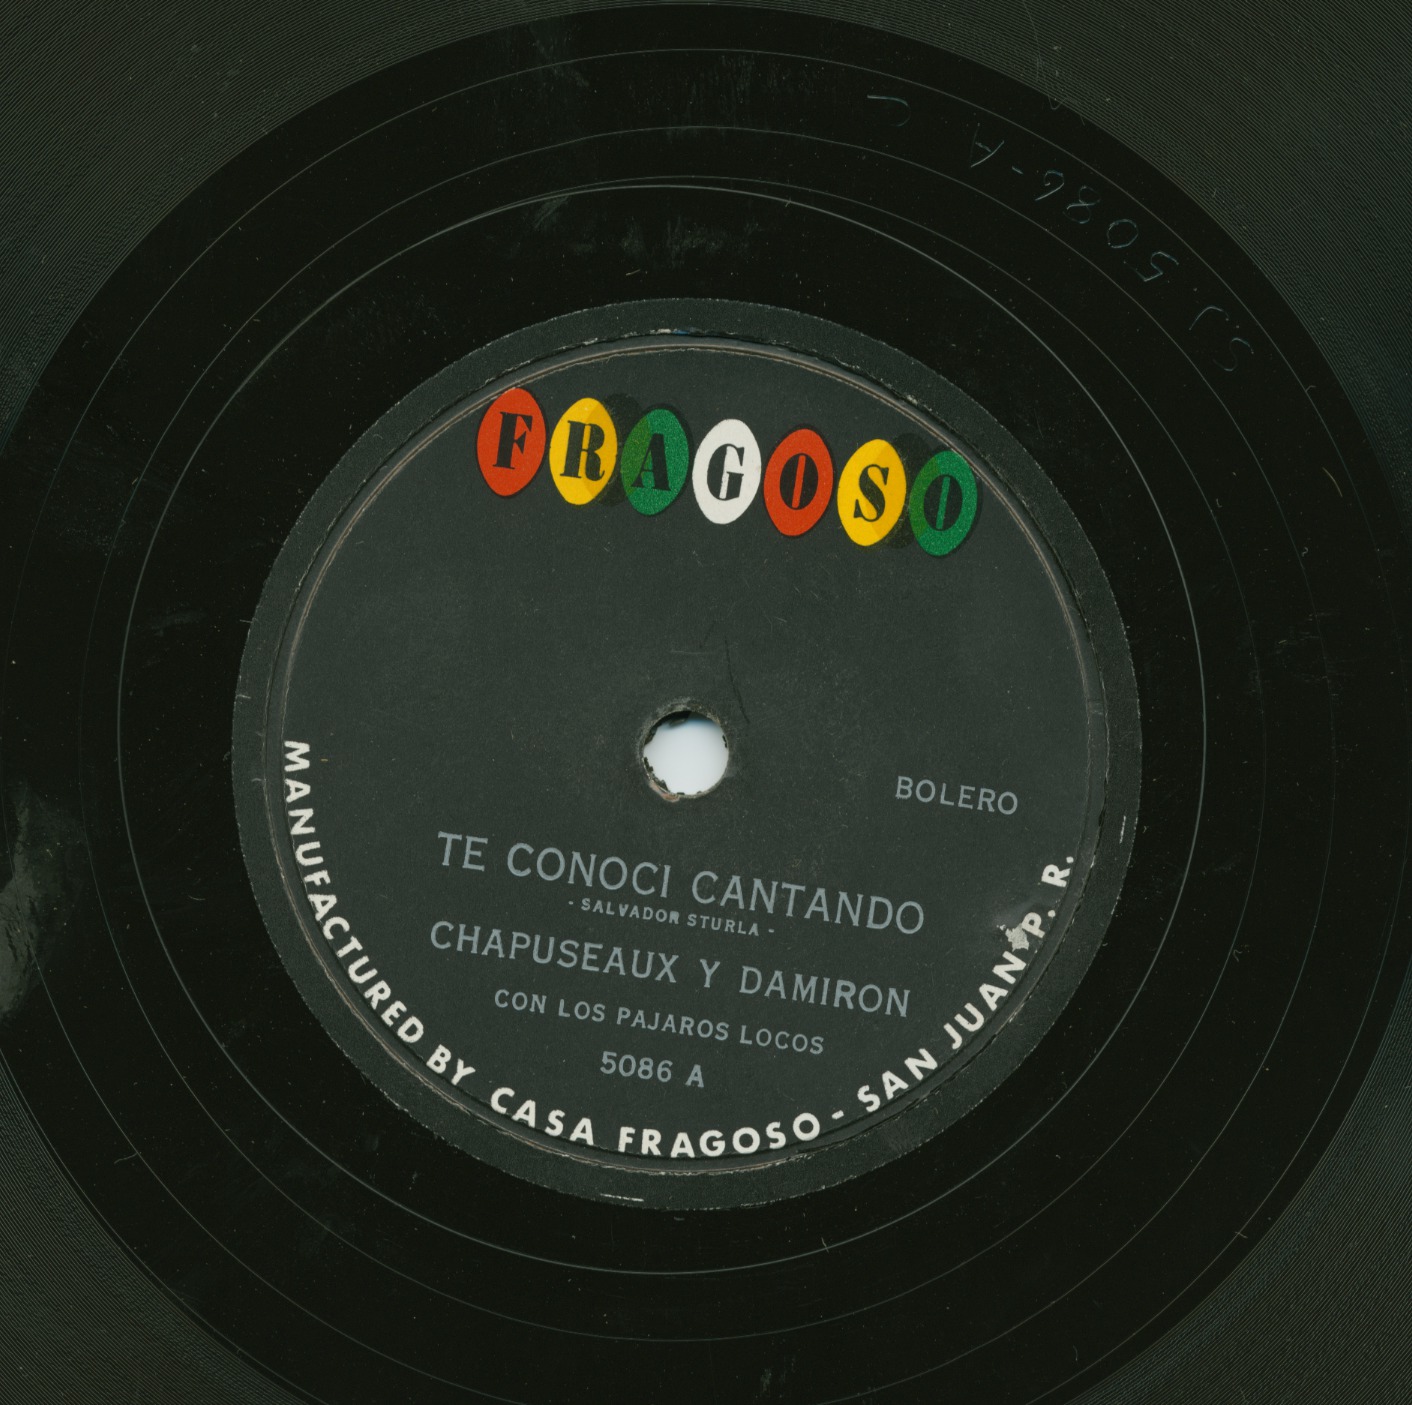 FRAGOSO
BOLERO
TE CONOCI CANTANDO
- SALVADOR STURLA -
CHAPUSEAUX Y DAMIRON
CON LOS PAJAROS LOCOS
5086 A
MANUFACTURED BY CASA FRAGOSO - SAN JUAN P. R.
S.J. 5086-A